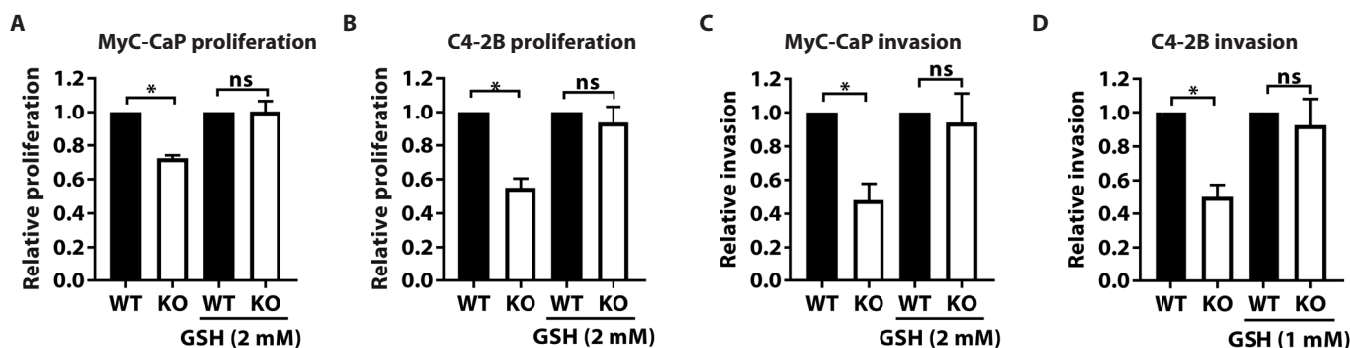 A
MyC-CaP proliferation
Relative proliferation
1.2
1.0
0.8
0.6
0.4
0.2
0.0
*
ns
WT KO WT KO
GSH (2 mM)
B
C4-2B proliferation
Relative proliferation
1.2
1.0
0.8
0.6
0.4
0.2
0.0
*
ns
WT KO WT KO
GSH (2 mM)
C
MyC-CaP invasion
Relative invasion
1.2
1.0
0.8
0.6
0.4
0.2
0.0
*
ns
WT KO WT KO
GSH (2 mM)
D
C4-2B invasion
Relative invasion
1.2
1.0
0.8
0.6
0.4
0.2
0.0
*
ns
WT KO WT KO
GSH (1 mM)